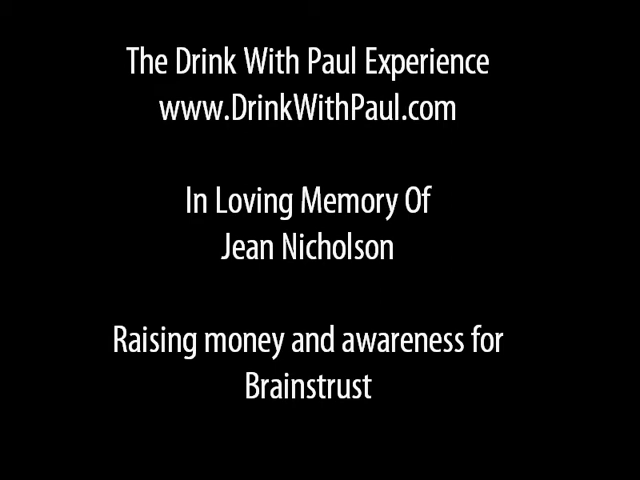 The Drink With Paul Experience
www.DrinkWithPaul.com
In Loving Memory Of
Jean Nicholson
Raising money and awareness for
Brainstrust